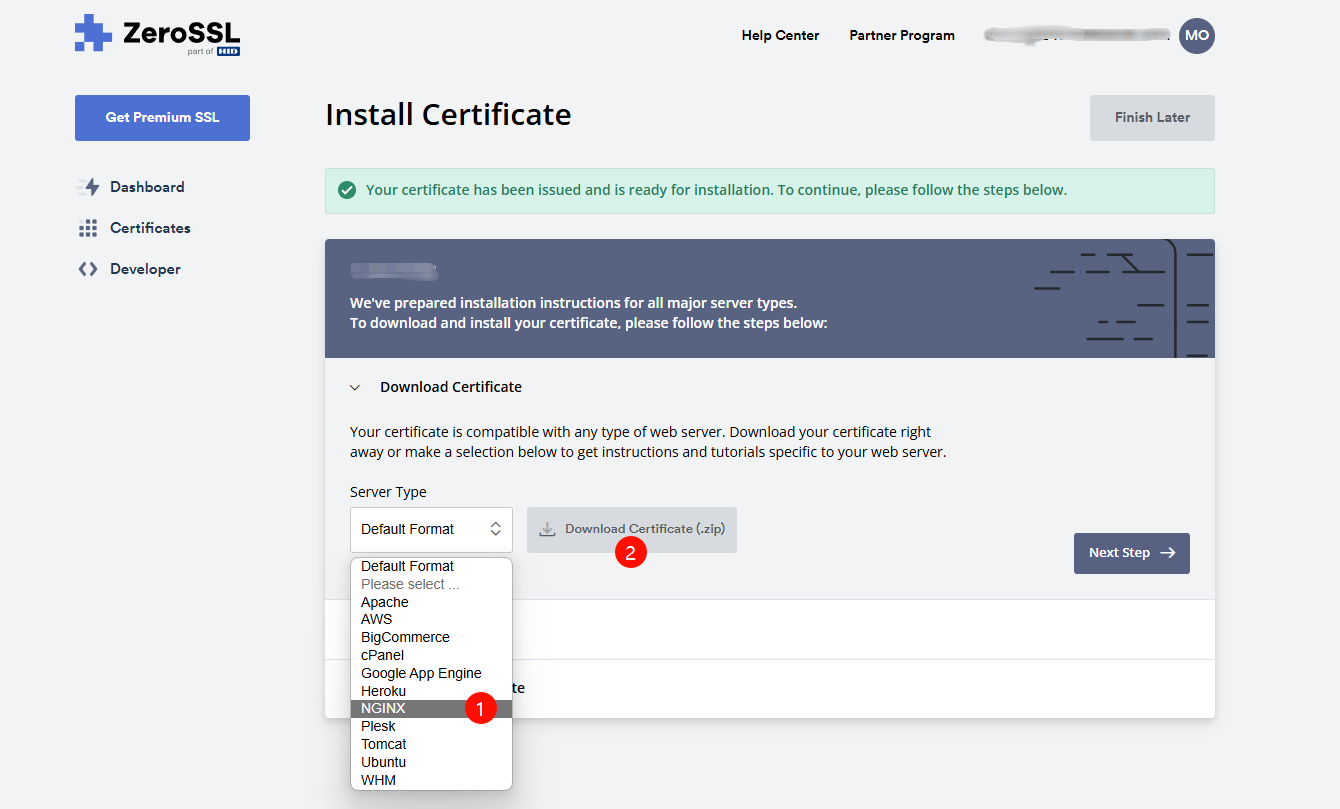 ZeroSSL
part of HID
Help Center
Partner Program
MO
Get Premium SSL
Install Certificate
Finish Later
Dashboard
Certificates
Developer
Your certificate has been issued and is ready for installation. To continue, please follow the steps below.
We've prepared installation instructions for all major server types.
To download and install your certificate, please follow the steps below:
Download Certificate
Your certificate is compatible with any type of web server. Download your certificate right
away or make a selection below to get instructions and tutorials specific to your web server.
Server Type
Default Format
Download Certificate (.zip)
2
Next Step
Default Format
Please select ...
Apache
AWS
BigCommerce
cPanel
Google App Engine
Heroku
te
NGINX
1
Plesk
Tomcat
Ubuntu
WHM